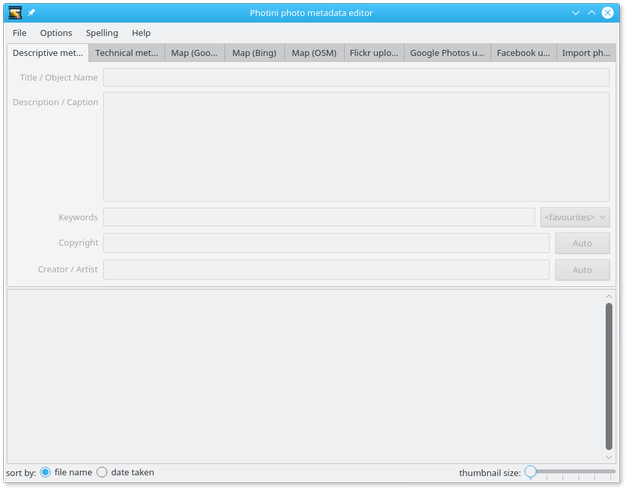 Photini photo metadata editor
File Options Spelling Help
Descriptive met... Technical met... Map (Goo... Map (Bing) Map (OSM) Flickr uplo... Google Photos u... Facebook u... Import ph...
Title / Object Name
Description / Caption
Keywords <favourites>
Copyright Auto
Creator / Artist Auto
sort by: file name date taken thumbnail size: